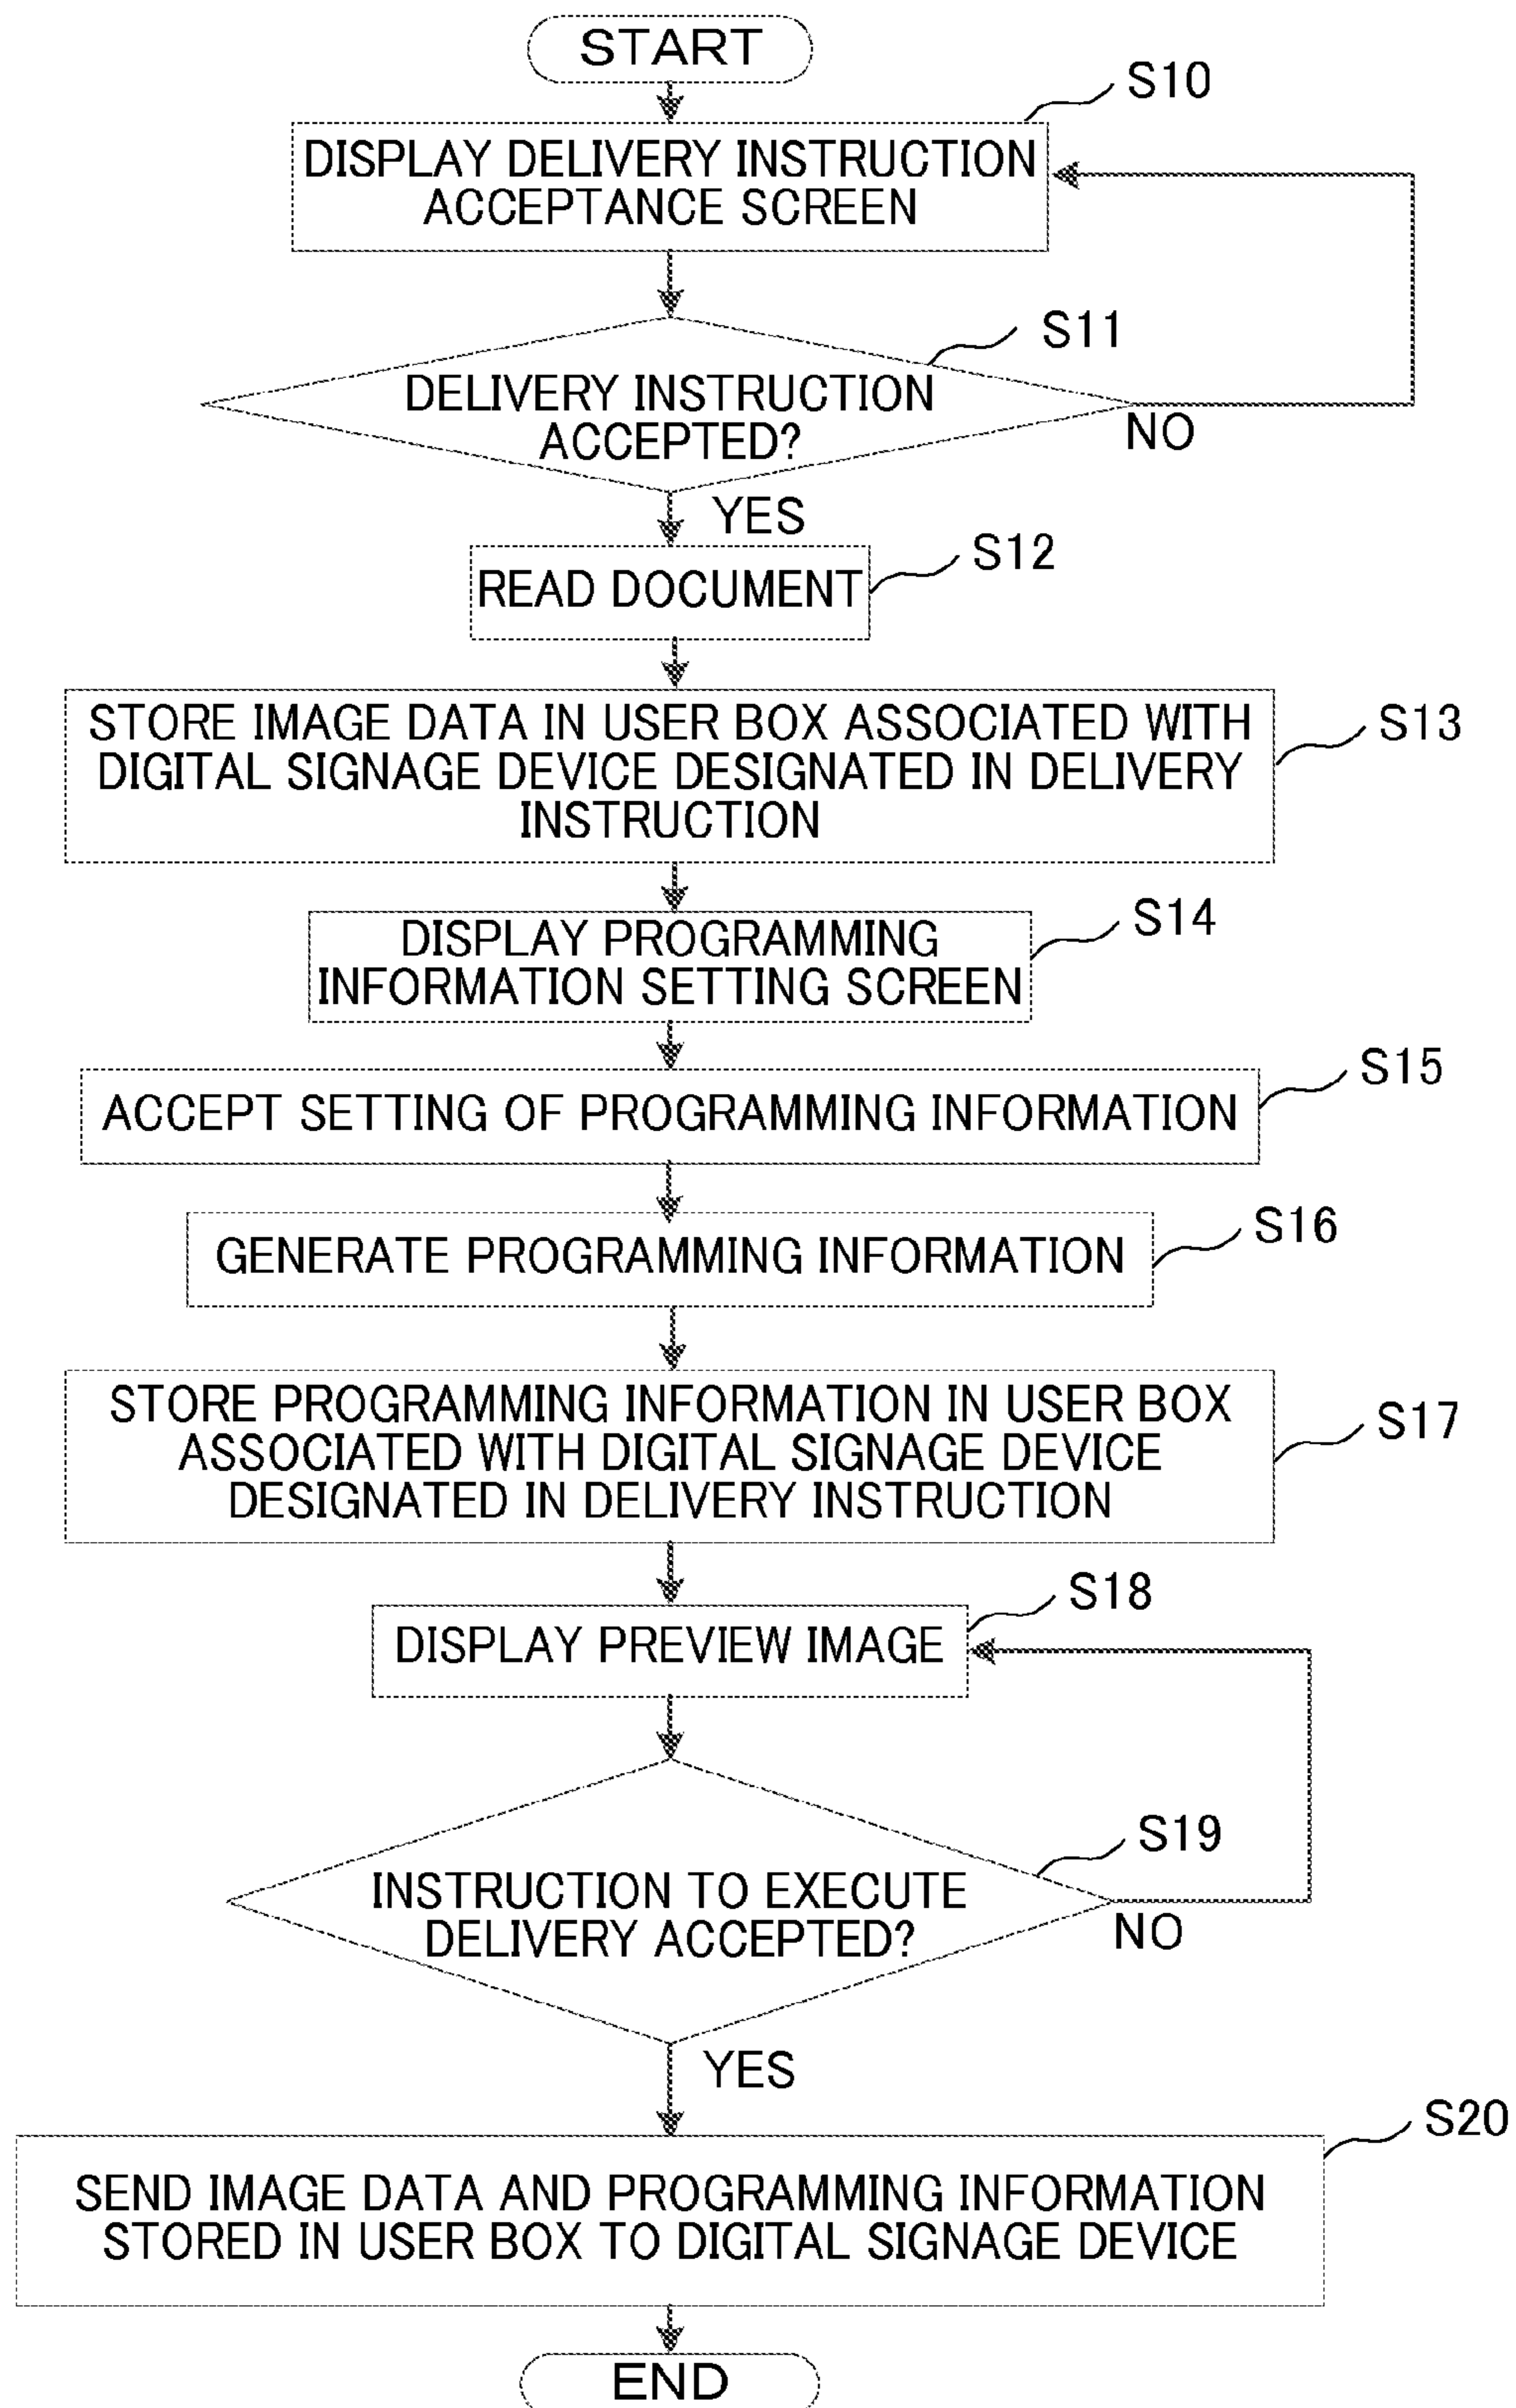 START
S10
DISPLAY DELIVERY INSTRUCTION
ACCEPTANCE SCREEN
S11
DELIVERY INSTRUCTION
ACCEPTED?
NO
YES
S12
READ DOCUMENT
S13
STORE IMAGE DATA IN USER BOX ASSOCIATED WITH
DIGITAL SIGNAGE DEVICE DESIGNATED IN DELIVERY
INSTRUCTION
S14
DISPLAY PROGRAMMING
INFORMATION SETTING SCREEN
S15
ACCEPT SETTING OF PROGRAMMING INFORMATION
S16
GENERATE PROGRAMMING INFORMATION
S17
STORE PROGRAMMING INFORMATION IN USER BOX
ASSOCIATED WITH DIGITAL SIGNAGE DEVICE
DESIGNATED IN DELIVERY INSTRUCTION
S18
DISPLAY PREVIEW IMAGE
S19
INSTRUCTION TO EXECUTE
DELIVERY ACCEPTED?
NO
YES
S20
SEND IMAGE DATA AND PROGRAMMING INFORMATION
STORED IN USER BOX TO DIGITAL SIGNAGE DEVICE
END